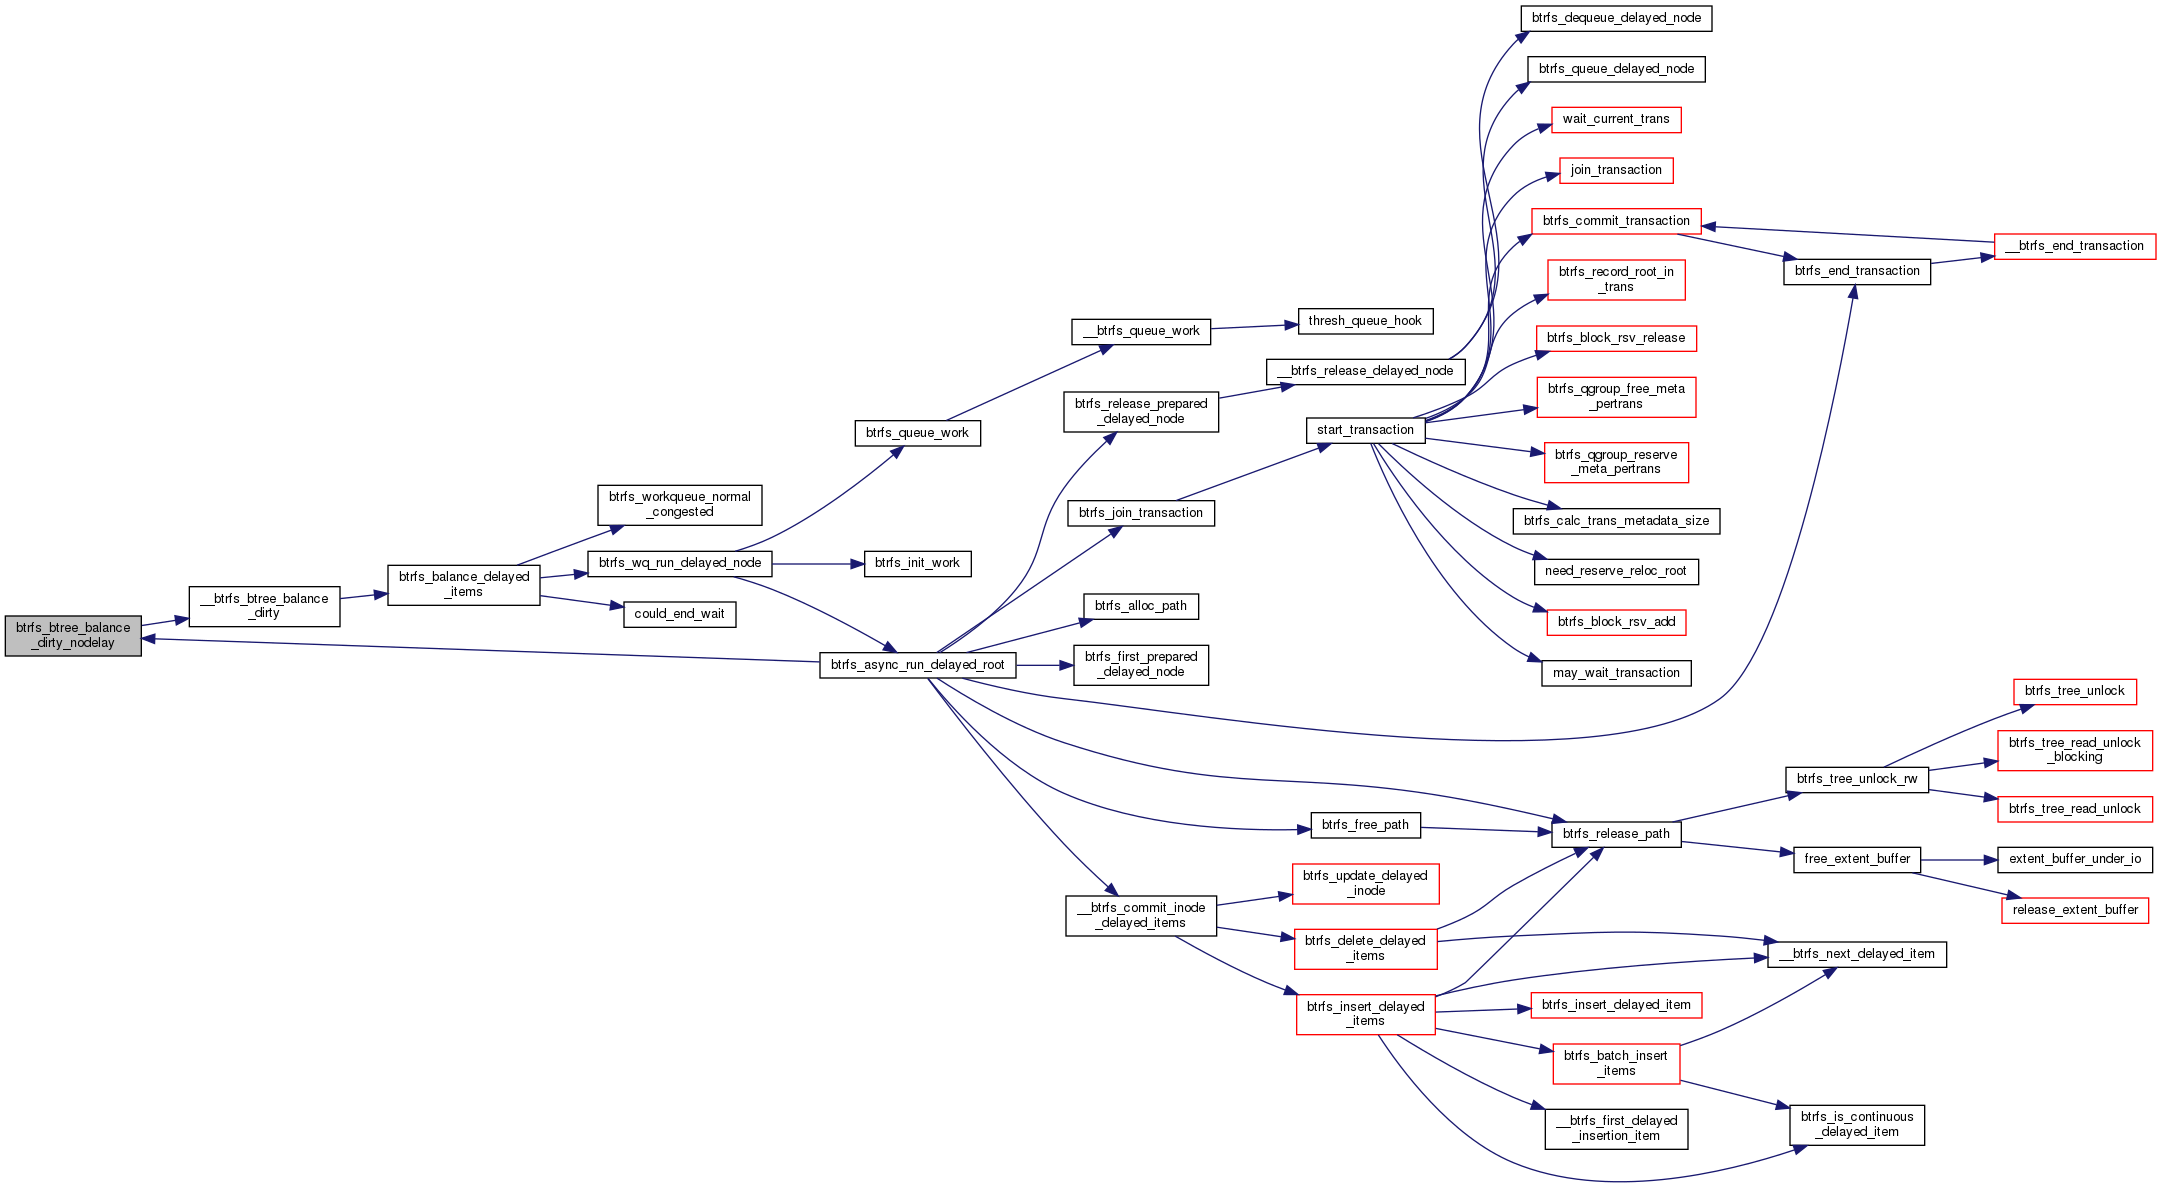 btrfs_dequeue_delayed_node
btrfs_queue_delayed_node
wait_current_trans
join_transaction
btrfs_commit_transaction
__btrfs_end_transaction
btrfs_end_transaction
btrfs_record_root_in
_trans
thresh_queue_hook
__btrfs_queue_work
btrfs_block_rsv_release
__btrfs_release_delayed_node
btrfs_qgroup_free_meta
_pertrans
btrfs_release_prepared
_delayed_node
btrfs_queue_work
start_transaction
btrfs_qgroup_reserve
_meta_pertrans
btrfs_workqueue_normal
_congested
btrfs_join_transaction
btrfs_calc_trans_metadata_size
btrfs_wq_run_delayed_node
btrfs_init_work
need_reserve_reloc_root
btrfs_balance_delayed
_items
__btrfs_btree_balance
_dirty
could_end_wait
btrfs_alloc_path
btrfs_block_rsv_add
btrfs_btree_balance
_dirty_nodelay
btrfs_async_run_delayed_root
btrfs_first_prepared
_delayed_node
may_wait_transaction
btrfs_tree_unlock
btrfs_tree_read_unlock
_blocking
btrfs_tree_unlock_rw
btrfs_tree_read_unlock
btrfs_free_path
btrfs_release_path
free_extent_buffer
extent_buffer_under_io
btrfs_update_delayed
_inode
release_extent_buffer
__btrfs_commit_inode
_delayed_items
btrfs_delete_delayed
_items
__btrfs_next_delayed_item
btrfs_insert_delayed
_items
btrfs_insert_delayed_item
btrfs_batch_insert
_items
__btrfs_first_delayed
_insertion_item
btrfs_is_continuous
_delayed_item